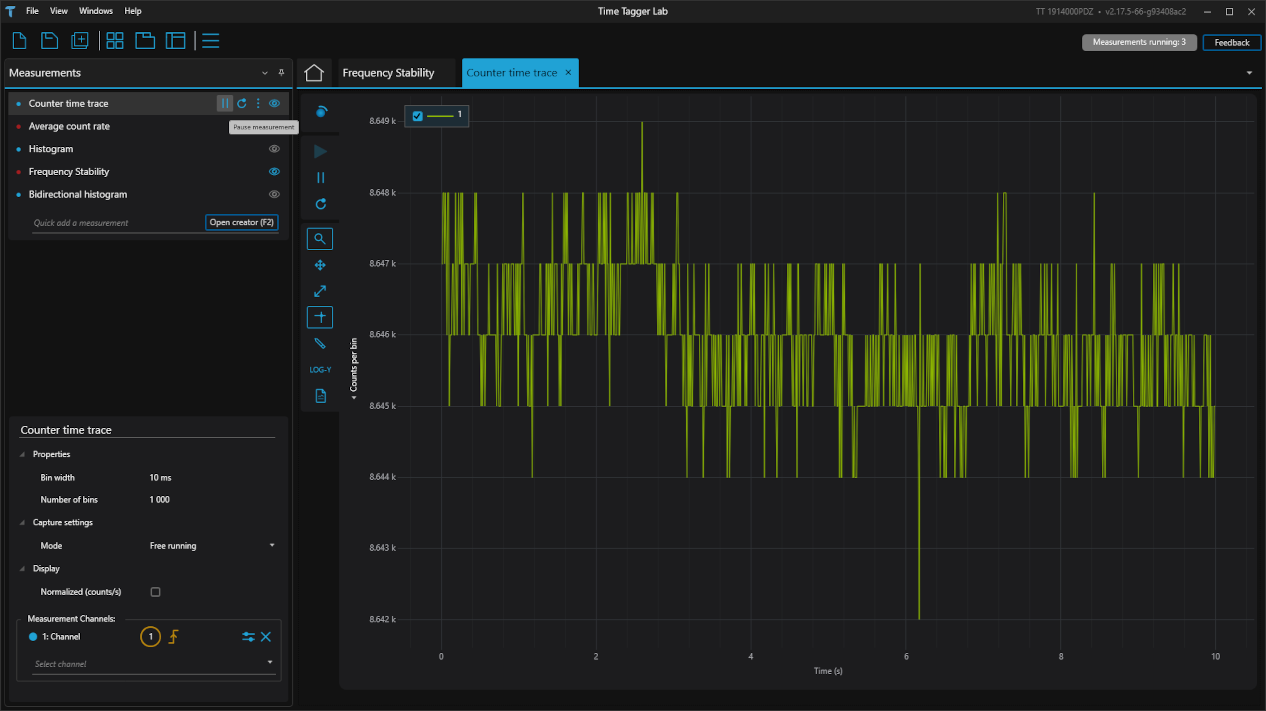 File View Windows Help
Time Tagger Lab
TT 1914000PDZ • v2.17.5-66-g93408ac2
Measurements running: 3
Feedback
Measurements
Counter time trace
Average count rate
Pause measurement
Histogram
Frequency Stability
Bidirectional histogram
Quick add a measurement
Open creator (F2)
Counter time trace
Properties
Bin width 10 ms
Number of bins 1 000
Capture settings
Mode Free running
Display
Normalized (counts/s)
Measurement Channels:
1: Channel 1
Select channel
Frequency Stability
Counter time trace
LOG-Y
1
8.649 k
8.648 k
8.647 k
8.646 k
8.645 k
8.644 k
8.643 k
8.642 k
Counts per bin
0 2 4 6 8 10
Time (s)